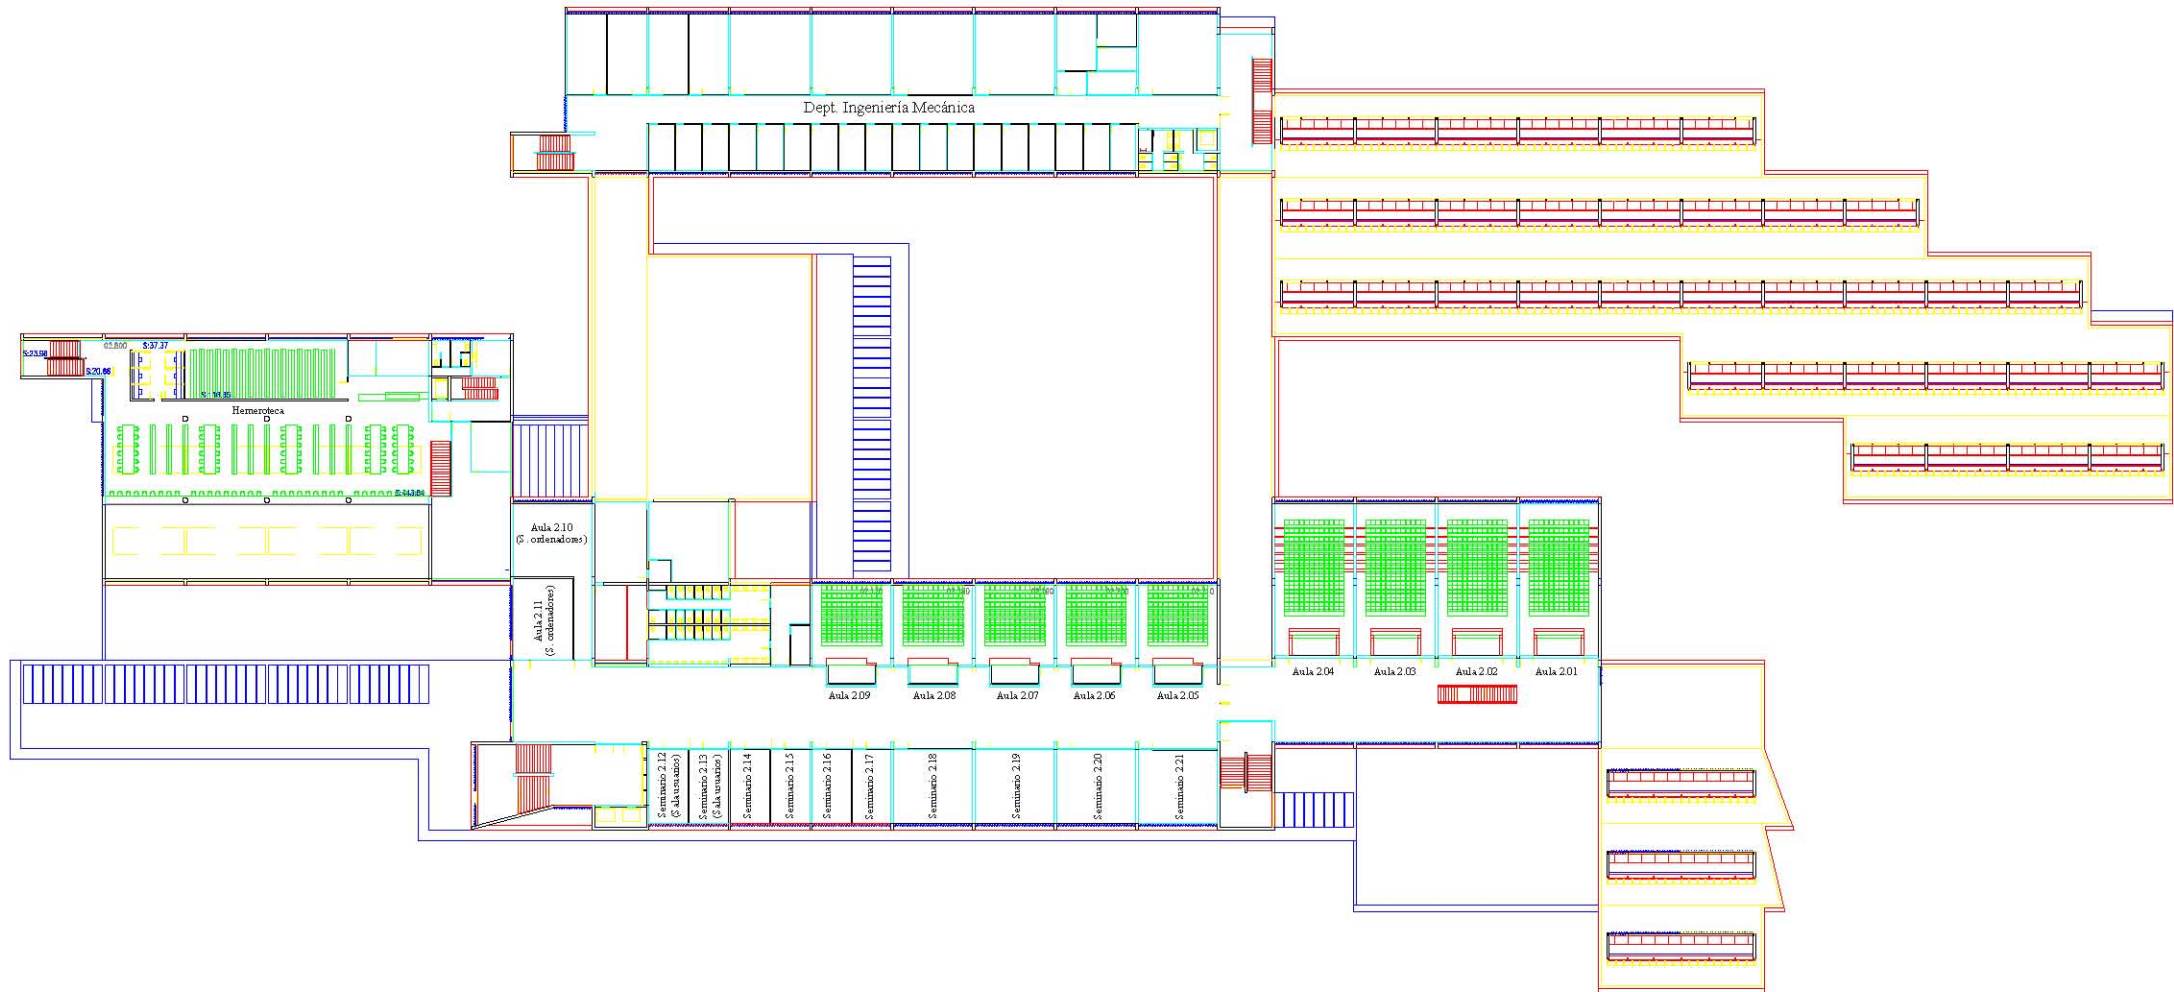 Dept. Ingeniería Mecánica
S:37.37
S:20.66
Hemeroteca
Aula 2.10
(S. ordenadores)
Aula 2.11
(S. ordenadores)
Aula 2.09
Aula 2.08
Aula 2.07
Aula 2.06
Aula 2.05
Aula 2.04
Aula 2.03
Aula 2.02
Aula 2.01
Seminario 2.12
(Sala usuarios)
Seminario 2.13
(Sala usuarios)
Seminario 2.14
Seminario 2.15
Seminario 2.16
Seminario 2.17
Seminario 2.18
Seminario 2.19
Seminario 2.20
Seminario 2.21